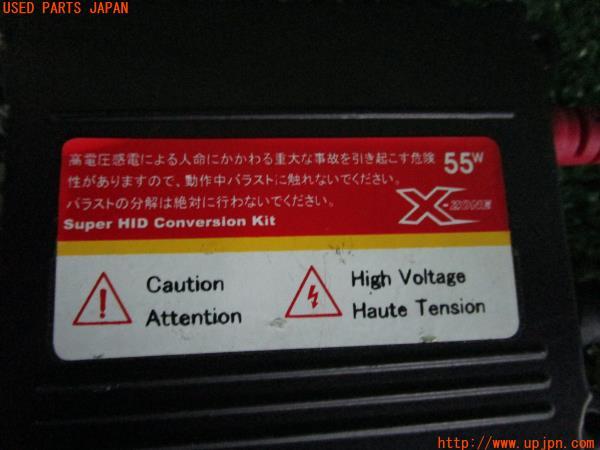 USED PARTS JAPAN
高電圧感電による人命にかかわる重大な事故を引き起こす危険
性がありますので、動作中バラストに触れないでください。
バラストの分解は絶対に行わないでください。
55W
X-ZONE
Super HID Conversion Kit
Caution
Attention
High Voltage
Haute Tension
http://www.upjpn.com/